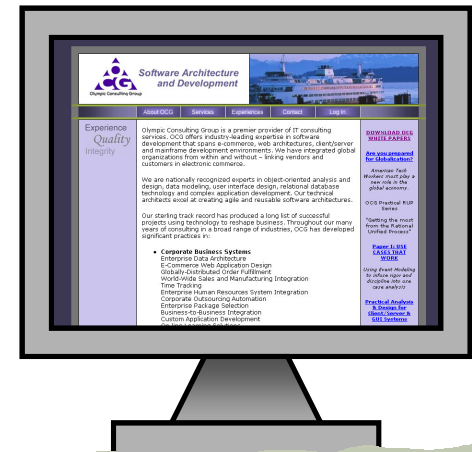 Software Architecture
and Development
Olympic Consulting Group
About OCG
Services
Experiences
Contact
Log In
Experience
Quality
Integrity
Olympic Consulting Group is a premier provider of IT consulting
services. OCG offers industry-leading expertise in software
development that spans e-commerce, web architectures, client/server
and mainframe development environments. We have integrated global
organizations from within and without – linking vendors and
customers in electronic commerce.
We are nationally recognized experts in object-oriented analysis and
design, data modeling, user interface design, relational database
technology and complex application development. Our technical
architects excel at creating agile and reusable software architectures.
Our sterling track record has produced a long list of successful
projects using technology to reshape business. Throughout our many
years of consulting in a broad range of industries, OCG has developed
significant practices in:
• Corporate Business Systems
Enterprise Data Architecture
E-Commerce Web Application Design
Globally-Distributed Order Fulfillment
World-Wide Sales and Manufacturing Integration
Time Tracking
Enterprise Human Resources System Integration
Corporate Outsourcing Automation
Enterprise Package Selection
Business-to-Business Integration
Custom Application Development
On-line Learning Solutions
DOWNLOAD OCG
WHITE PAPERS
Are you prepared
for Globalization?
American Tech
Workers must play a
new role in the
global economy.
OCG Practical RUP
Series
"Getting the most
from the Rational
Unified Process"
Paper 1: USE
CASES THAT
WORK
Using Event Modeling
to infuse rigor and
discipline into use
case analysis
Practical Analysis
& Design for
Client/Server &
GUI Systems